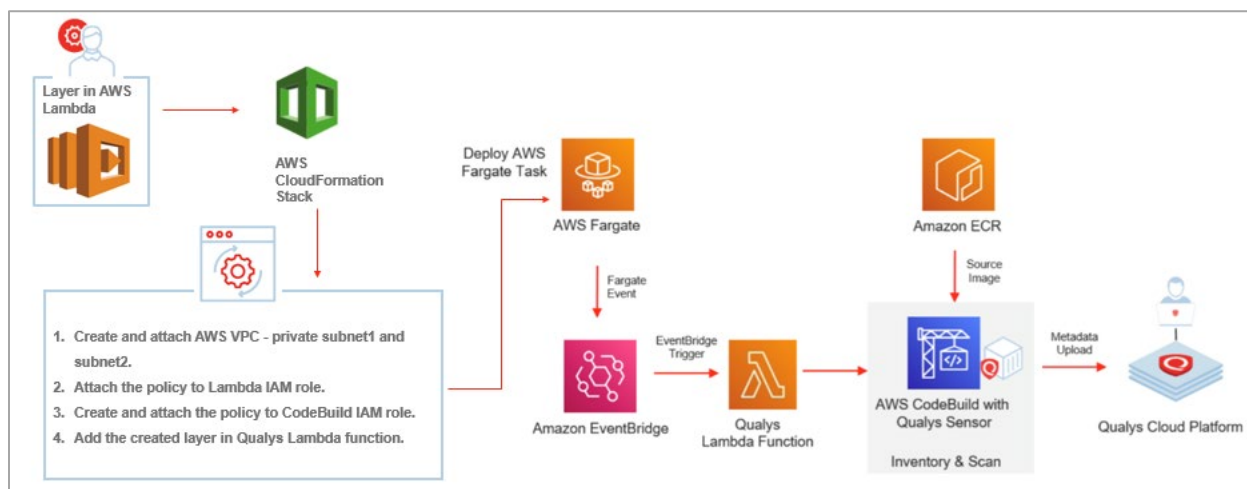 Layer in AWS
Lambda
AWS
CloudFormation
Stack
1. Create and attach AWS VPC - private subnet1 and
subnet2.
2. Attach the policy to Lambda IAM role.
3. Create and attach the policy to CodeBuild IAM role.
4. Add the created layer in Qualys Lambda function.
Deploy AWS
Fargate Task
AWS Fargate
Fargate
Event
Amazon EventBridge
EventBridge
Trigger
Qualys
Lambda Function
Amazon ECR
Source
Image
AWS CodeBuild with
Qualys Sensor
Inventory & Scan
Metadata
Upload
Qualys Cloud Platform